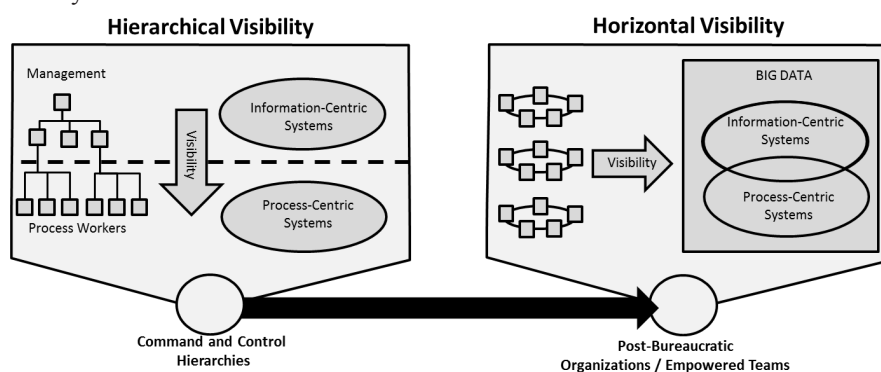 Hierarchical Visibility
Management
Process Workers
Visibility
Information-Centric
Systems
Process-Centric
Systems
Command and Control
Hierarchies
Horizontal Visibility
Visibility
BIG DATA
Information-Centric
Systems
Process-Centric
Systems
Post-Bureaucratic
Organizations / Empowered Teams